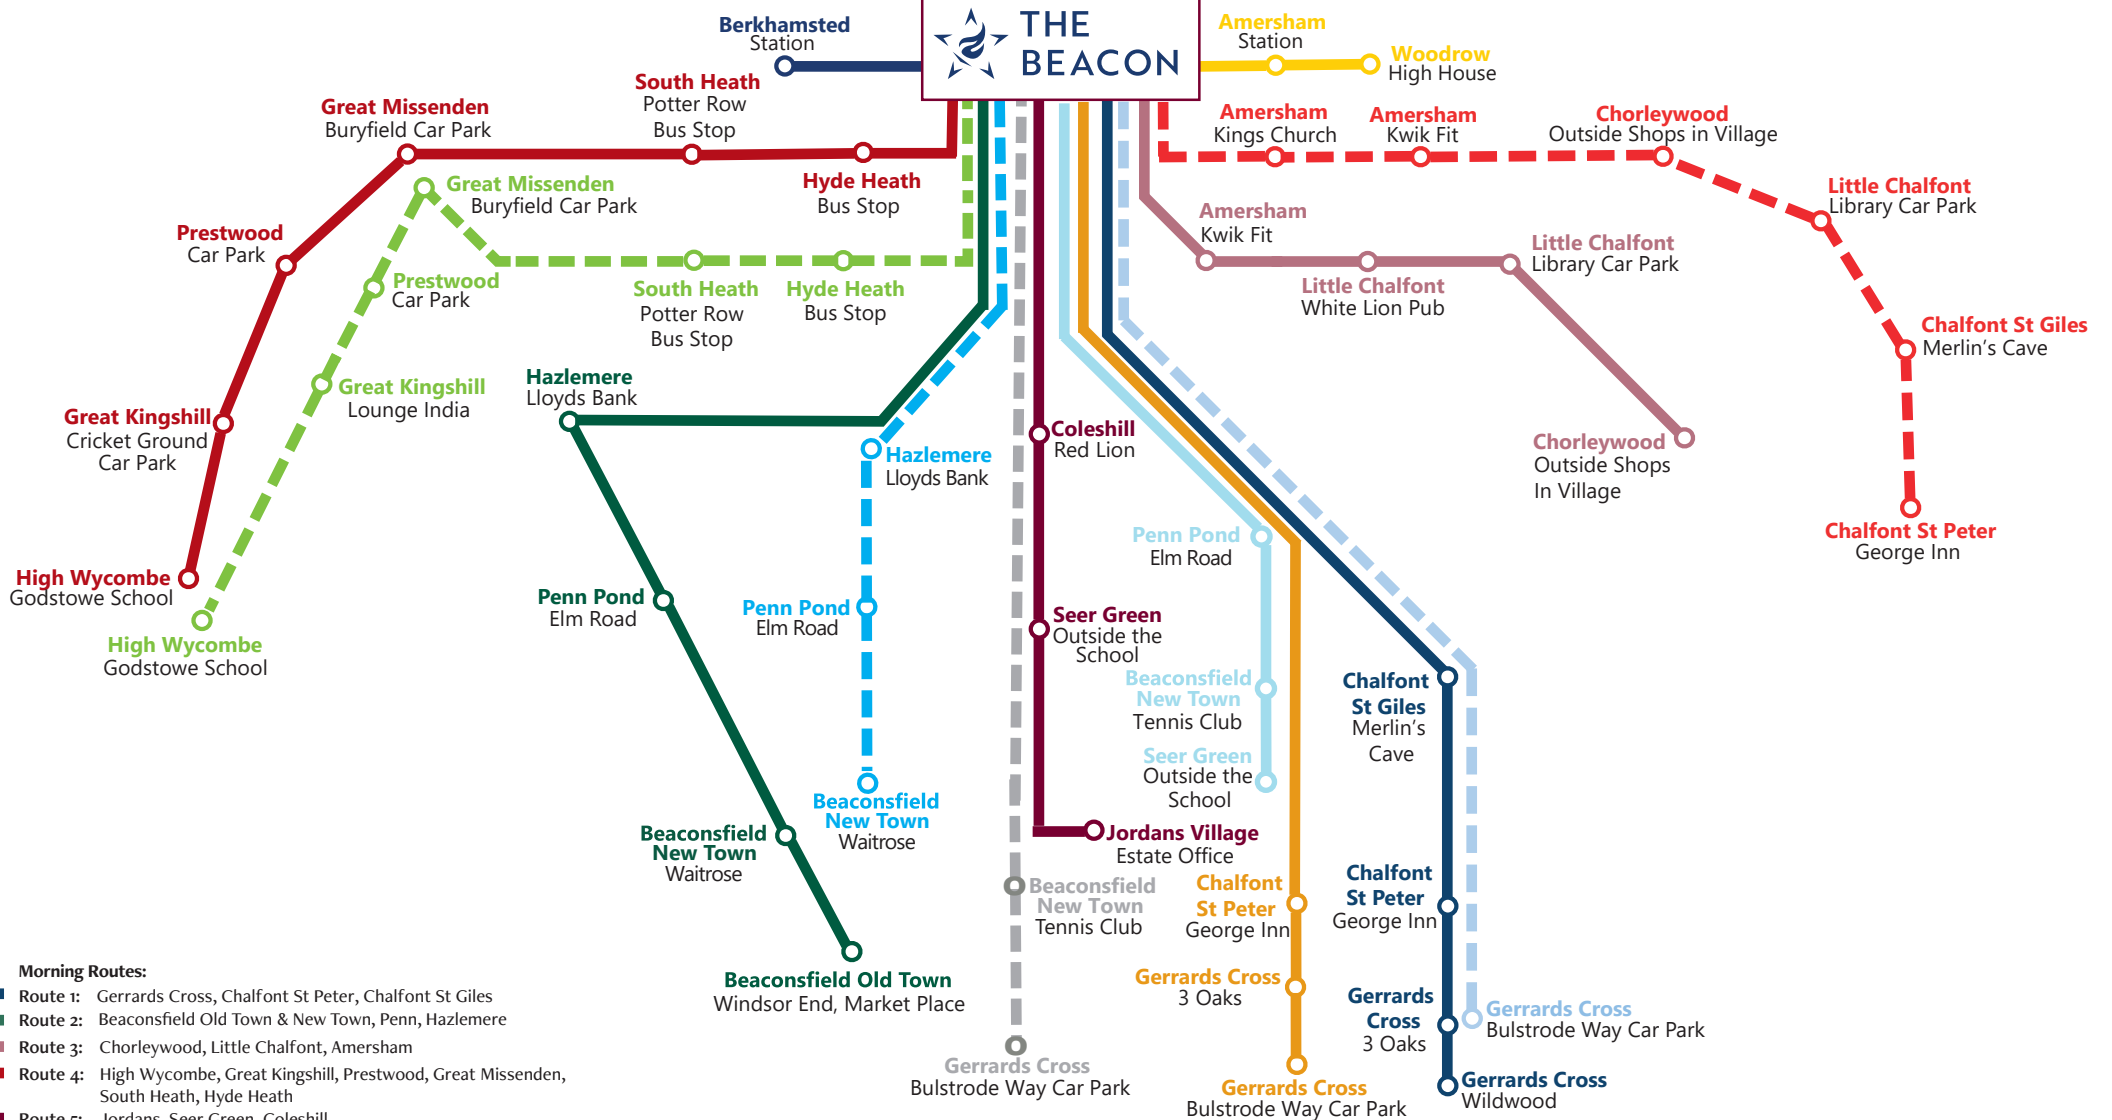 THE
BEACON
Berkhamsted
Station
Amersham
Station
Woodrow
High House
South Heath
Potter Row
Bus Stop
Great Missenden
Buryfield Car Park
Hyde Heath
Bus Stop
Prestwood
Car Park
Great Kingshill
Cricket Ground
Car Park
High Wycombe
Godstowe School
Great Missenden
Buryfield Car Park
Prestwood
Car Park
South Heath
Potter Row
Bus Stop
Hyde Heath
Bus Stop
Great Kingshill
Lounge India
High Wycombe
Godstowe School
Hazlemere
Lloyds Bank
Penn Pond
Elm Road
Beaconsfield
New Town
Waitrose
Beaconsfield Old Town
Windsor End, Market Place
Hazlemere
Lloyds Bank
Penn Pond
Elm Road
Beaconsfield
New Town
Waitrose
Beaconsfield
New Town
Tennis Club
Gerrards Cross
Bulstrode Way Car Park
Coleshill
Red Lion
Seer Green
Outside the
School
Jordans Village
Estate Office
Penn Pond
Elm Road
Beaconsfield
New Town
Tennis Club
Seer Green
Outside the
School
Chalfont
St Peter
George Inn
Gerrards Cross
3 Oaks
Gerrards Cross
Bulstrode Way Car Park
Chalfont
St Giles
Merlin's
Cave
Chalfont
St Peter
George Inn
Gerrards
Cross
3 Oaks
Gerrards Cross
Wildwood
Gerrards Cross
Bulstrode Way Car Park
Amersham
Kwik Fit
Little Chalfont
White Lion Pub
Little Chalfont
Library Car Park
Chorleywood
Outside Shops
In Village
Amersham
Kings Church
Amersham
Kwik Fit
Chorleywood
Outside Shops in Village
Little Chalfont
Library Car Park
Chalfont St Giles
Merlin's Cave
Chalfont St Peter
George Inn
Morning Routes:
Route 1: Gerrards Cross, Chalfont St Peter, Chalfont St Giles
Route 2: Beaconsfield Old Town & New Town, Penn, Hazlemere
Route 3: Chorleywood, Little Chalfont, Amersham
Route 4: High Wycombe, Great Kingshill, Prestwood, Great Missenden,
South Heath, Hyde Heath
Route 5: Jordans, Seer Green, Coleshill